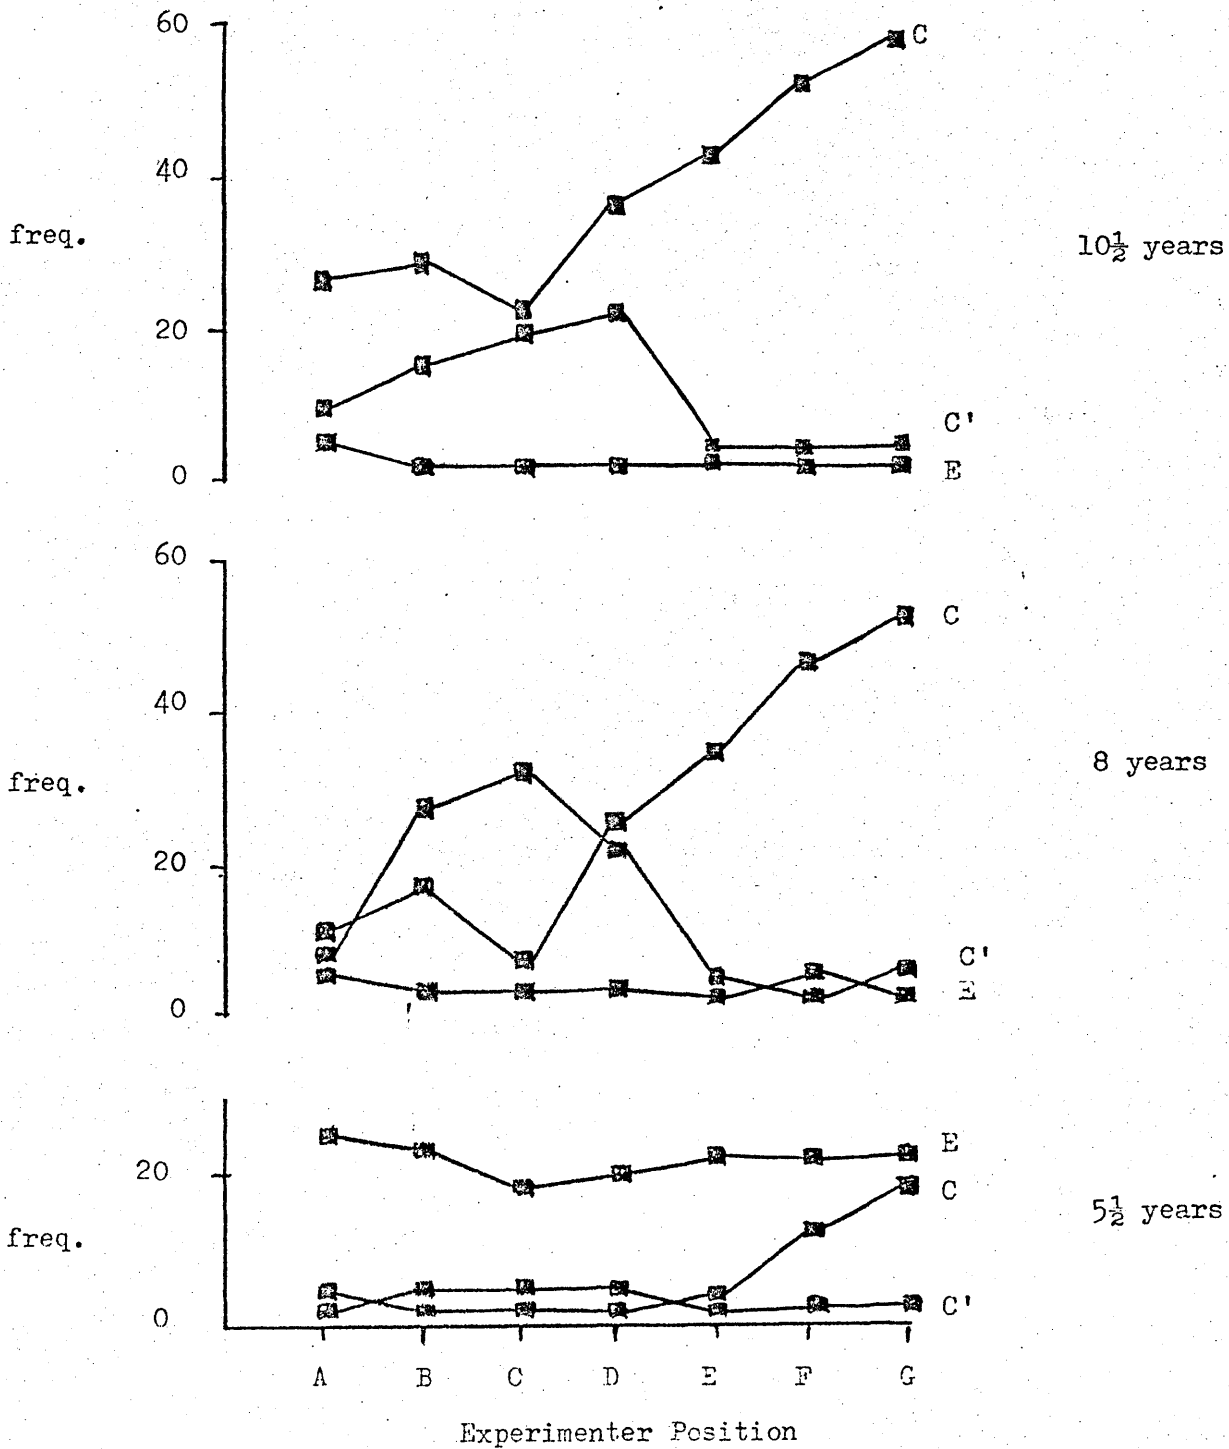 60
C
40
freq.
10½ years
20
C'
0
E
60
C
40
8 years
freq.
20
C'
E
0
E
20
C
5½ years
freq.
C'
0
A B C D E F G
Experimenter Position